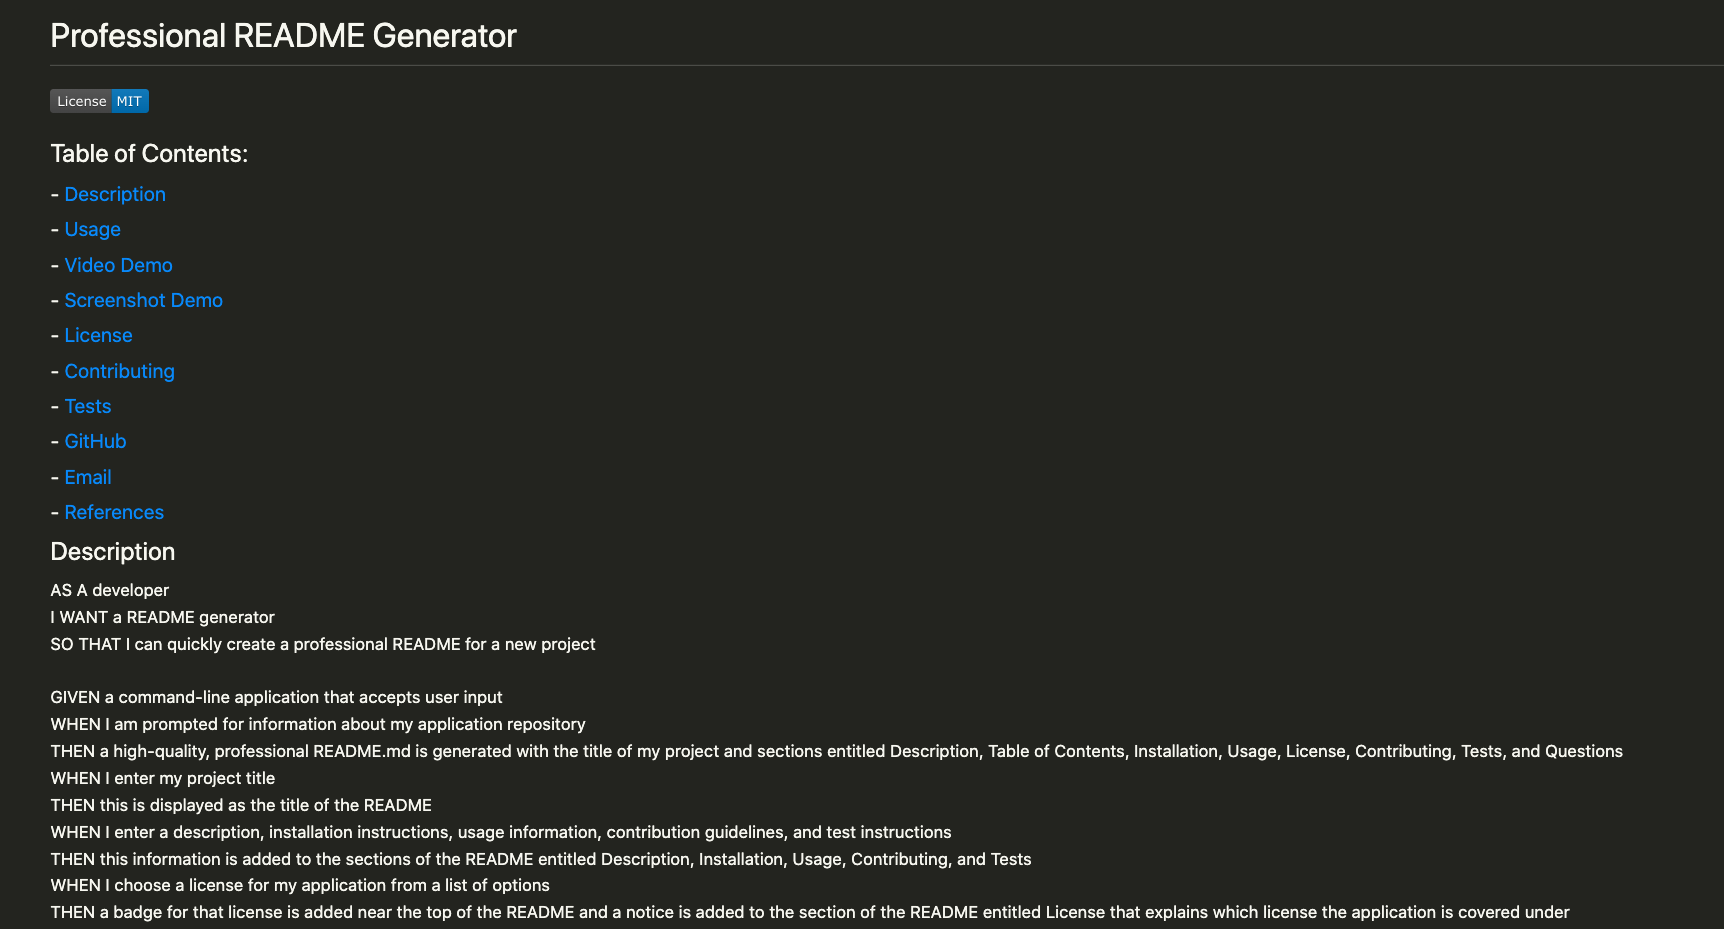 Professional README Generator
License MIT
Table of Contents:
- Description
- Usage
- Video Demo
- Screenshot Demo
- License
- Contributing
- Tests
- GitHub
- Email
- References
Description
AS A developer
I WANT a README generator
SO THAT I can quickly create a professional README for a new project
GIVEN a command-line application that accepts user input
WHEN I am prompted for information about my application repository
THEN a high-quality, professional README.md is generated with the title of my project and sections entitled Description, Table of Contents, Installation, Usage, License, Contributing, Tests, and Questions
WHEN I enter my project title
THEN this is displayed as the title of the README
WHEN I enter a description, installation instructions, usage information, contribution guidelines, and test instructions
THEN this information is added to the sections of the README entitled Description, Installation, Usage, Contributing, and Tests
WHEN I choose a license for my application from a list of options
THEN a badge for that license is added near the top of the README and a notice is added to the section of the README entitled License that explains which license the application is covered under